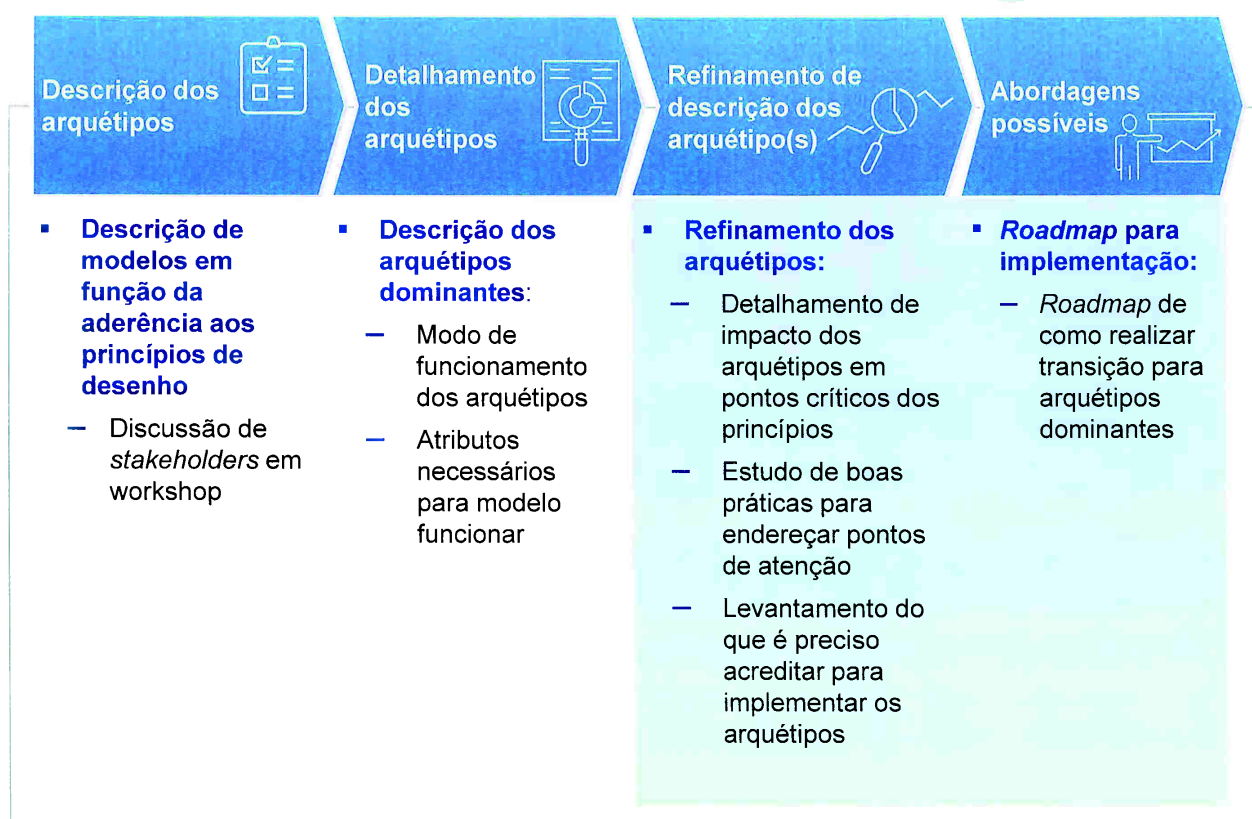 Descrição dos
arquétipos
Detalhamento
dos
arquétipos
Refinamento de
descrição dos
arquétipo(s)
Abordagens
possíveis
▪ Descrição de
modelos em
função da
aderência aos
princípios de
desenho
— Discussão de
stakeholders em
workshop
▪ Descrição dos
arquétipos
dominantes:
— Modo de
funcionamento
dos arquétipos
— Atributos
necessários
para modelo
funcionar
▪ Refinamento dos
arquétipos:
— Detalhamento de
impacto dos
arquétipos em
pontos críticos dos
princípios
— Estudo de boas
práticas para
endereçar pontos
de atenção
— Levantamento do
que é preciso
acreditar para
implementar os
arquétipos
▪ Roadmap para
implementação:
— Roadmap de
como realizar
transição para
arquétipos
dominantes